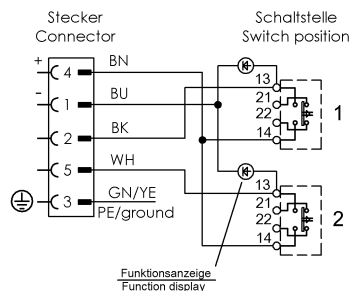 Stecker
Connector
Schaltstelle
Switch position
+
4
BN
-
1
BU
2
BK
5
WH
3
GN/YE
PE/ground
13
21
22
14
1
13
21
22
14
2
Funktionsanzeige
Function display